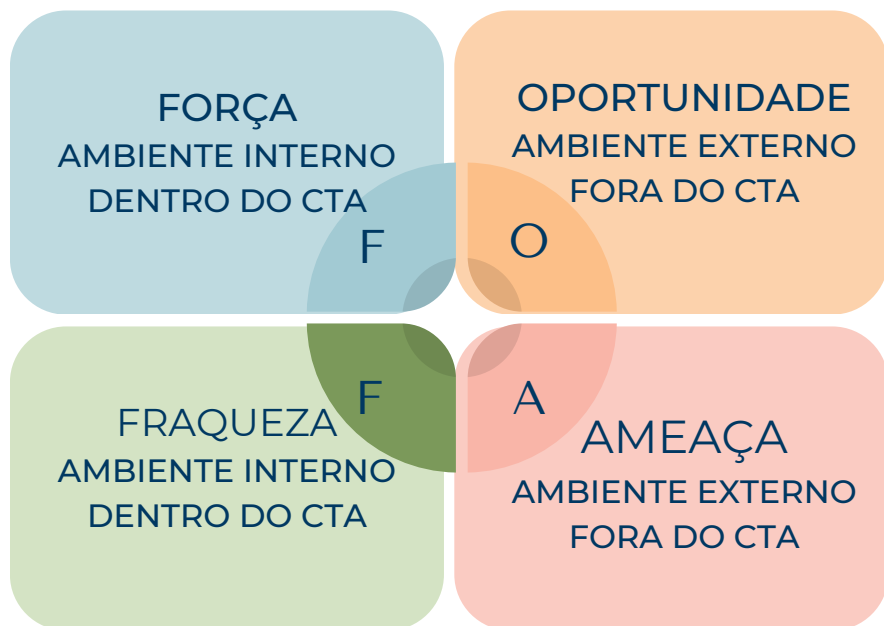 FORÇA
AMBIENTE INTERNO
DENTRO DO CTA
F
OPORTUNIDADE
AMBIENTE EXTERNO
FORA DO CTA
O
FRAQUEZA
AMBIENTE INTERNO
DENTRO DO CTA
F
AMEAÇA
AMBIENTE EXTERNO
FORA DO CTA
A